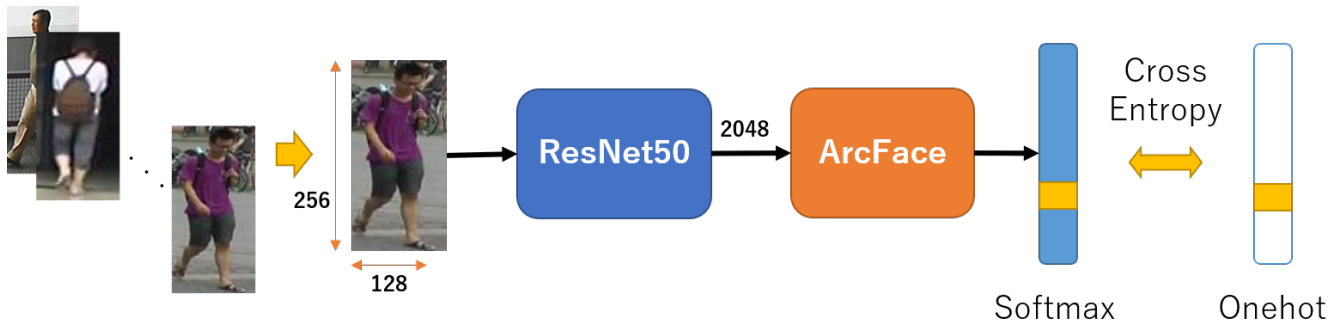 256
128
ResNet50
2048
ArcFace
Softmax
Cross
Entropy
Onehot